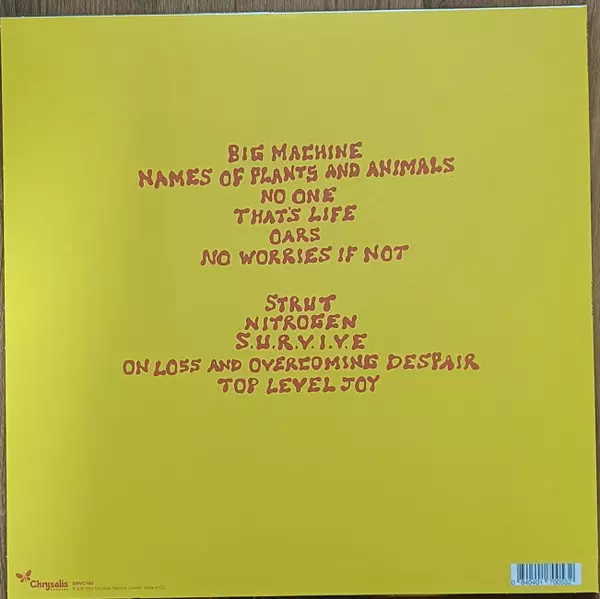 BIG MACHINE
NAMES OF PLANTS AND ANIMALS
NO ONE
THAT'S LIFE
OARS
NO WORRIES IF NOT
STRUT
NITROGEN
S.U.R.V.I.V.E
ON LOSS AND OVERCOMING DESPAIR
TOP LEVEL JOY
Chrysalis
RECORDS